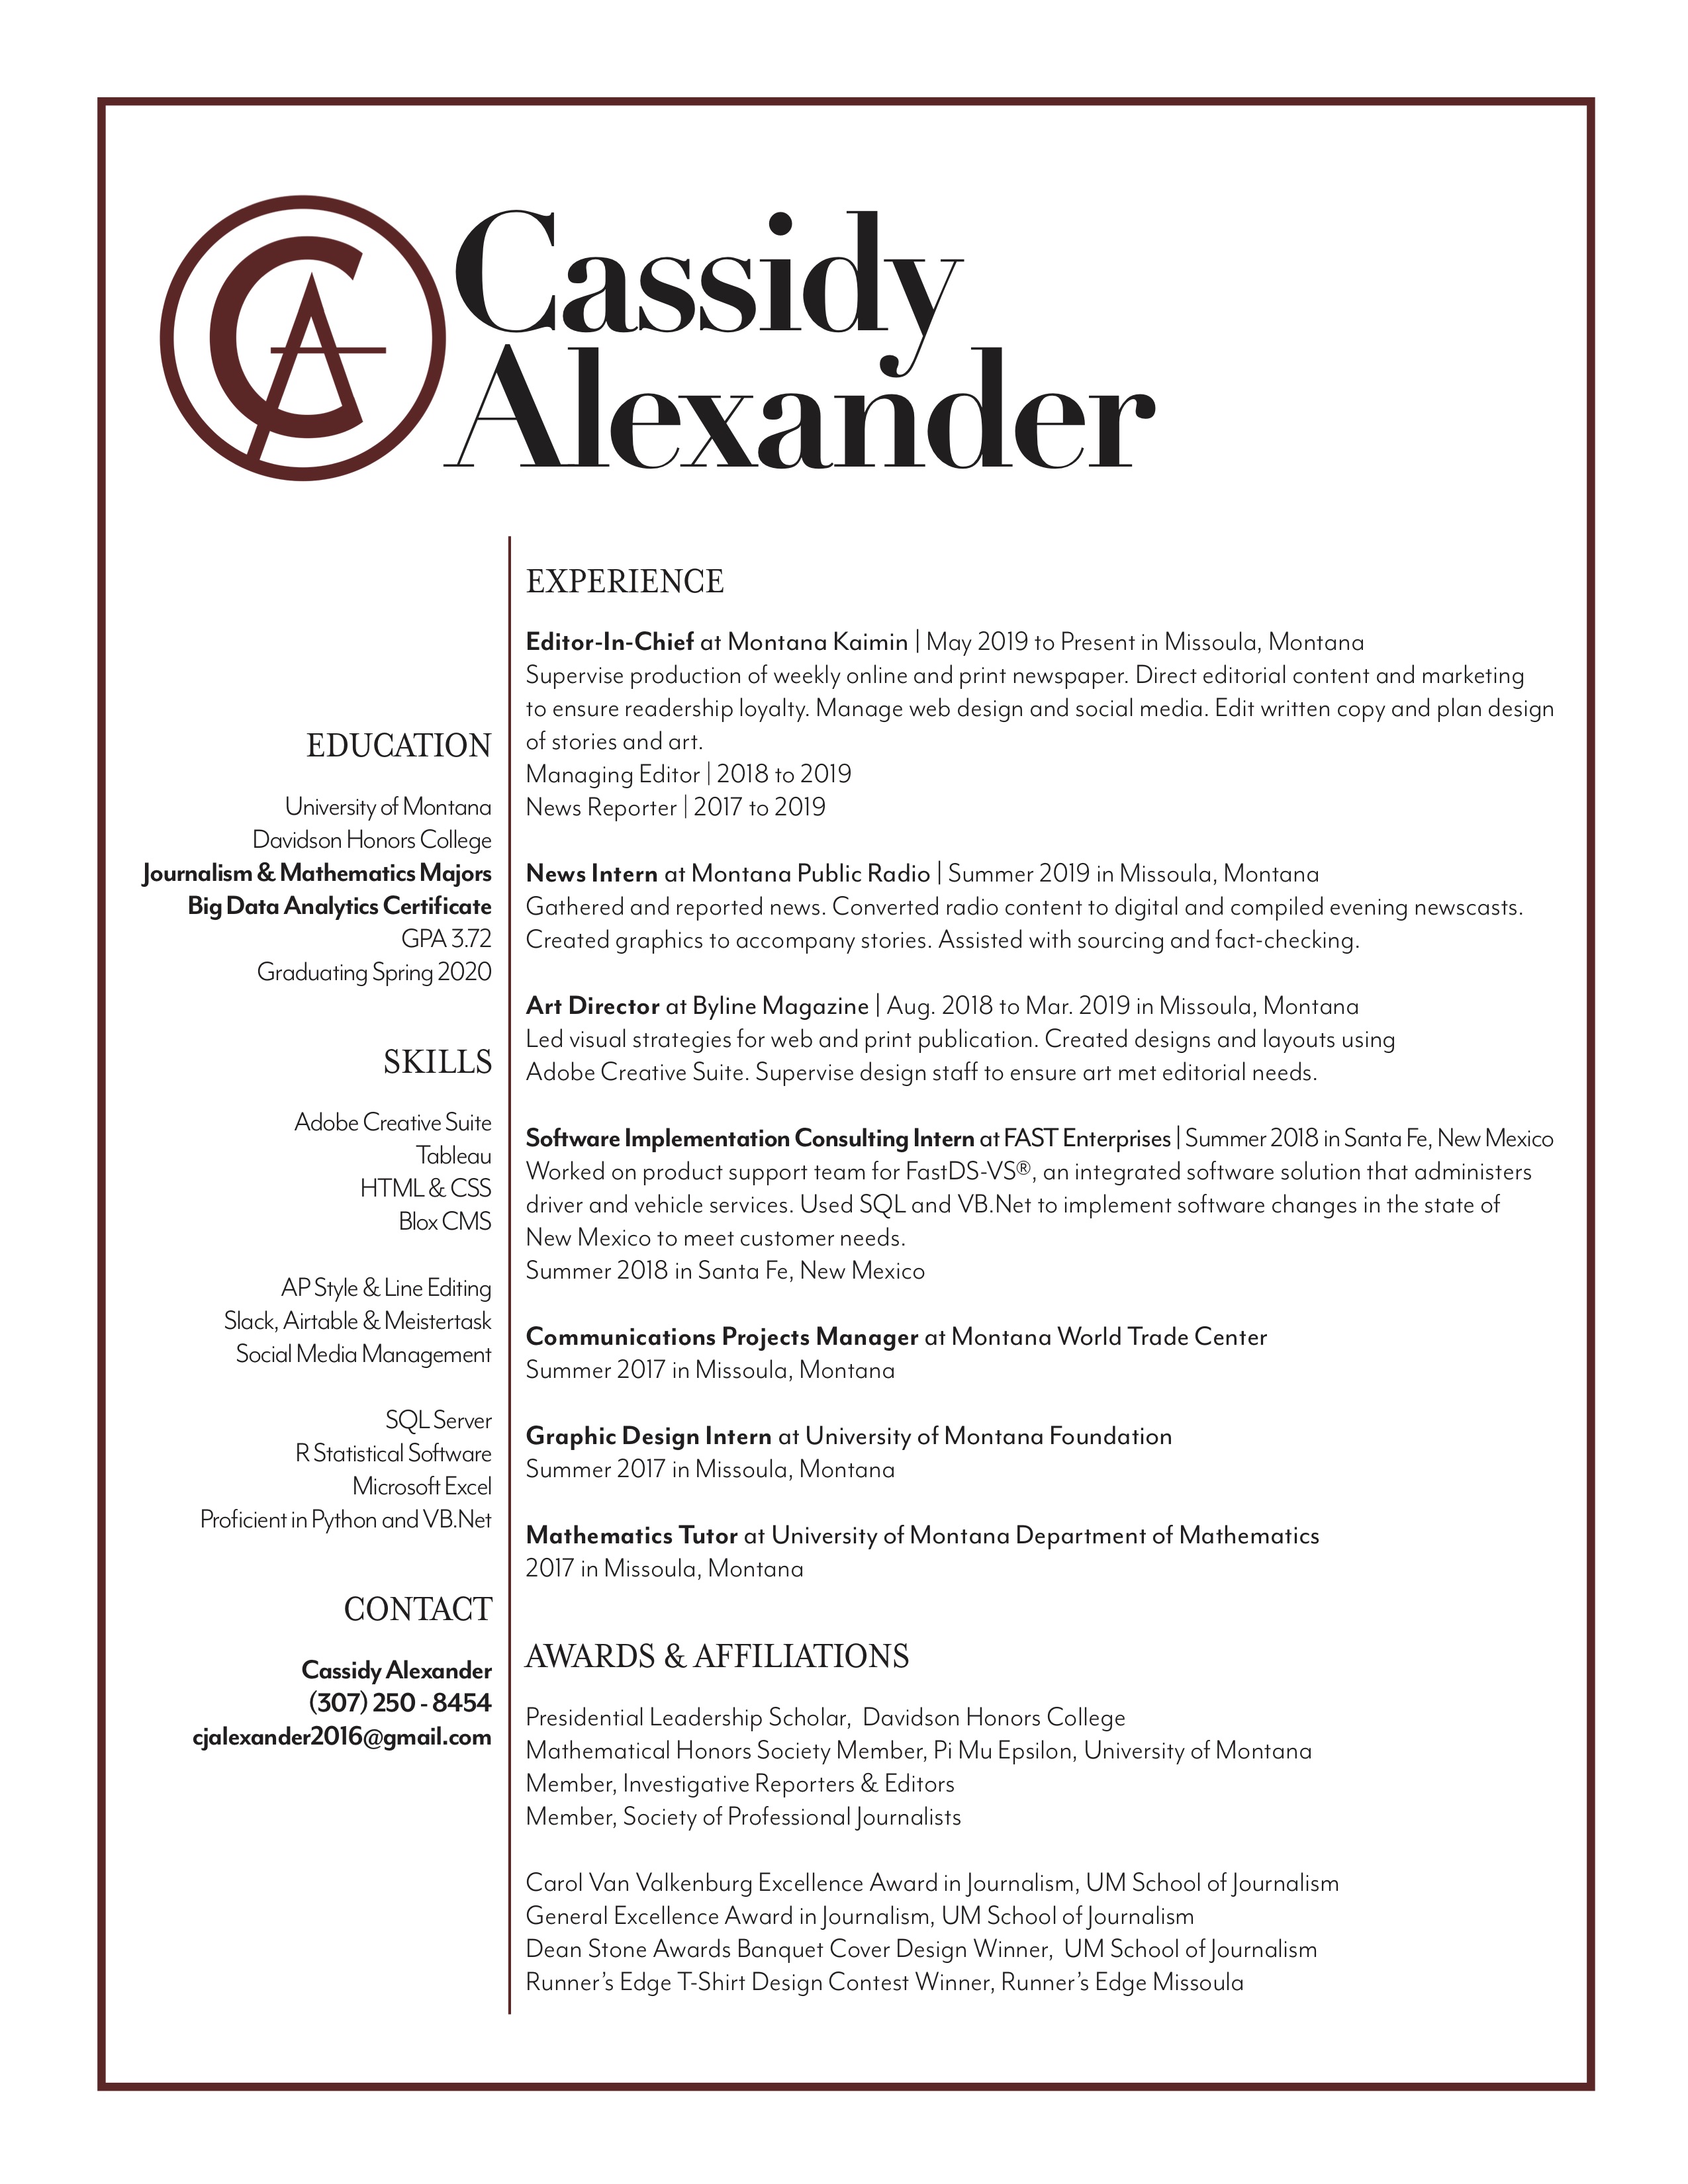 CA
Cassidy
Alexander
EDUCATION
University of Montana
Davidson Honors College
Journalism & Mathematics Majors
Big Data Analytics Certificate
GPA 3.72
Graduating Spring 2020
SKILLS
Adobe Creative Suite
Tableau
HTML & CSS
Blox CMS
AP Style & Line Editing
Slack, Airtable & Meistertask
Social Media Management
SQL Server
R Statistical Software
Microsoft Excel
Proficient in Python and VB.Net
CONTACT
Cassidy Alexander
(307) 250 - 8454
cjalexander2016@gmail.com
EXPERIENCE
Editor-In-Chief at Montana Kaimin | May 2019 to Present in Missoula, Montana
Supervise production of weekly online and print newspaper. Direct editorial content and marketing
to ensure readership loyalty. Manage web design and social media. Edit written copy and plan design
of stories and art.
Managing Editor | 2018 to 2019
News Reporter | 2017 to 2019
News Intern at Montana Public Radio | Summer 2019 in Missoula, Montana
Gathered and reported news. Converted radio content to digital and compiled evening newscasts.
Created graphics to accompany stories. Assisted with sourcing and fact-checking.
Art Director at Byline Magazine | Aug. 2018 to Mar. 2019 in Missoula, Montana
Led visual strategies for web and print publication. Created designs and layouts using
Adobe Creative Suite. Supervise design staff to ensure art met editorial needs.
Software Implementation Consulting Intern at FAST Enterprises | Summer 2018 in Santa Fe, New Mexico
Worked on product support team for FastDS-VS®, an integrated software solution that administers
driver and vehicle services. Used SQL and VB.Net to implement software changes in the state of
New Mexico to meet customer needs.
Summer 2018 in Santa Fe, New Mexico
Communications Projects Manager at Montana World Trade Center
Summer 2017 in Missoula, Montana
Graphic Design Intern at University of Montana Foundation
Summer 2017 in Missoula, Montana
Mathematics Tutor at University of Montana Department of Mathematics
2017 in Missoula, Montana
AWARDS & AFFILIATIONS
Presidential Leadership Scholar, Davidson Honors College
Mathematical Honors Society Member, Pi Mu Epsilon, University of Montana
Member, Investigative Reporters & Editors
Member, Society of Professional Journalists
Carol Van Valkenburg Excellence Award in Journalism, UM School of Journalism
General Excellence Award in Journalism, UM School of Journalism
Dean Stone Awards Banquet Cover Design Winner, UM School of Journalism
Runner’s Edge T-Shirt Design Contest Winner, Runner’s Edge Missoula